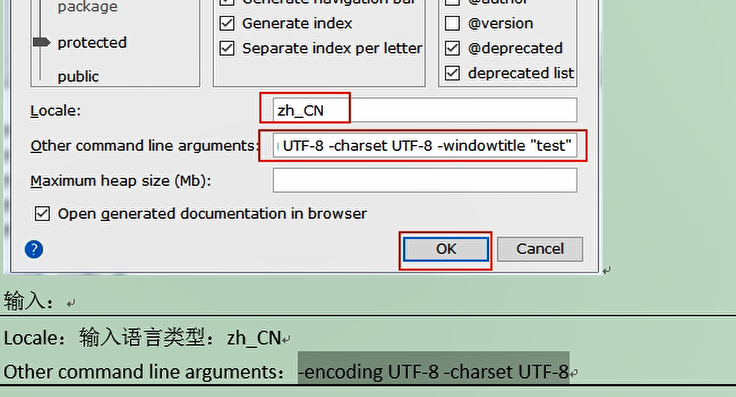 package
protected
public
Generate navigation bar
Generate index
Separate index per letter
@author
@version
@deprecated
deprecated list
Locale:
zh_CN
Other command line arguments:
UTF-8 -charset UTF-8 -windowtitle "test"
Maximum heap size (Mb):
Open generated documentation in browser
?
OK
Cancel
输入：
Locale：输入语言类型：zh_CN
Other command line arguments：-encoding UTF-8 -charset UTF-8